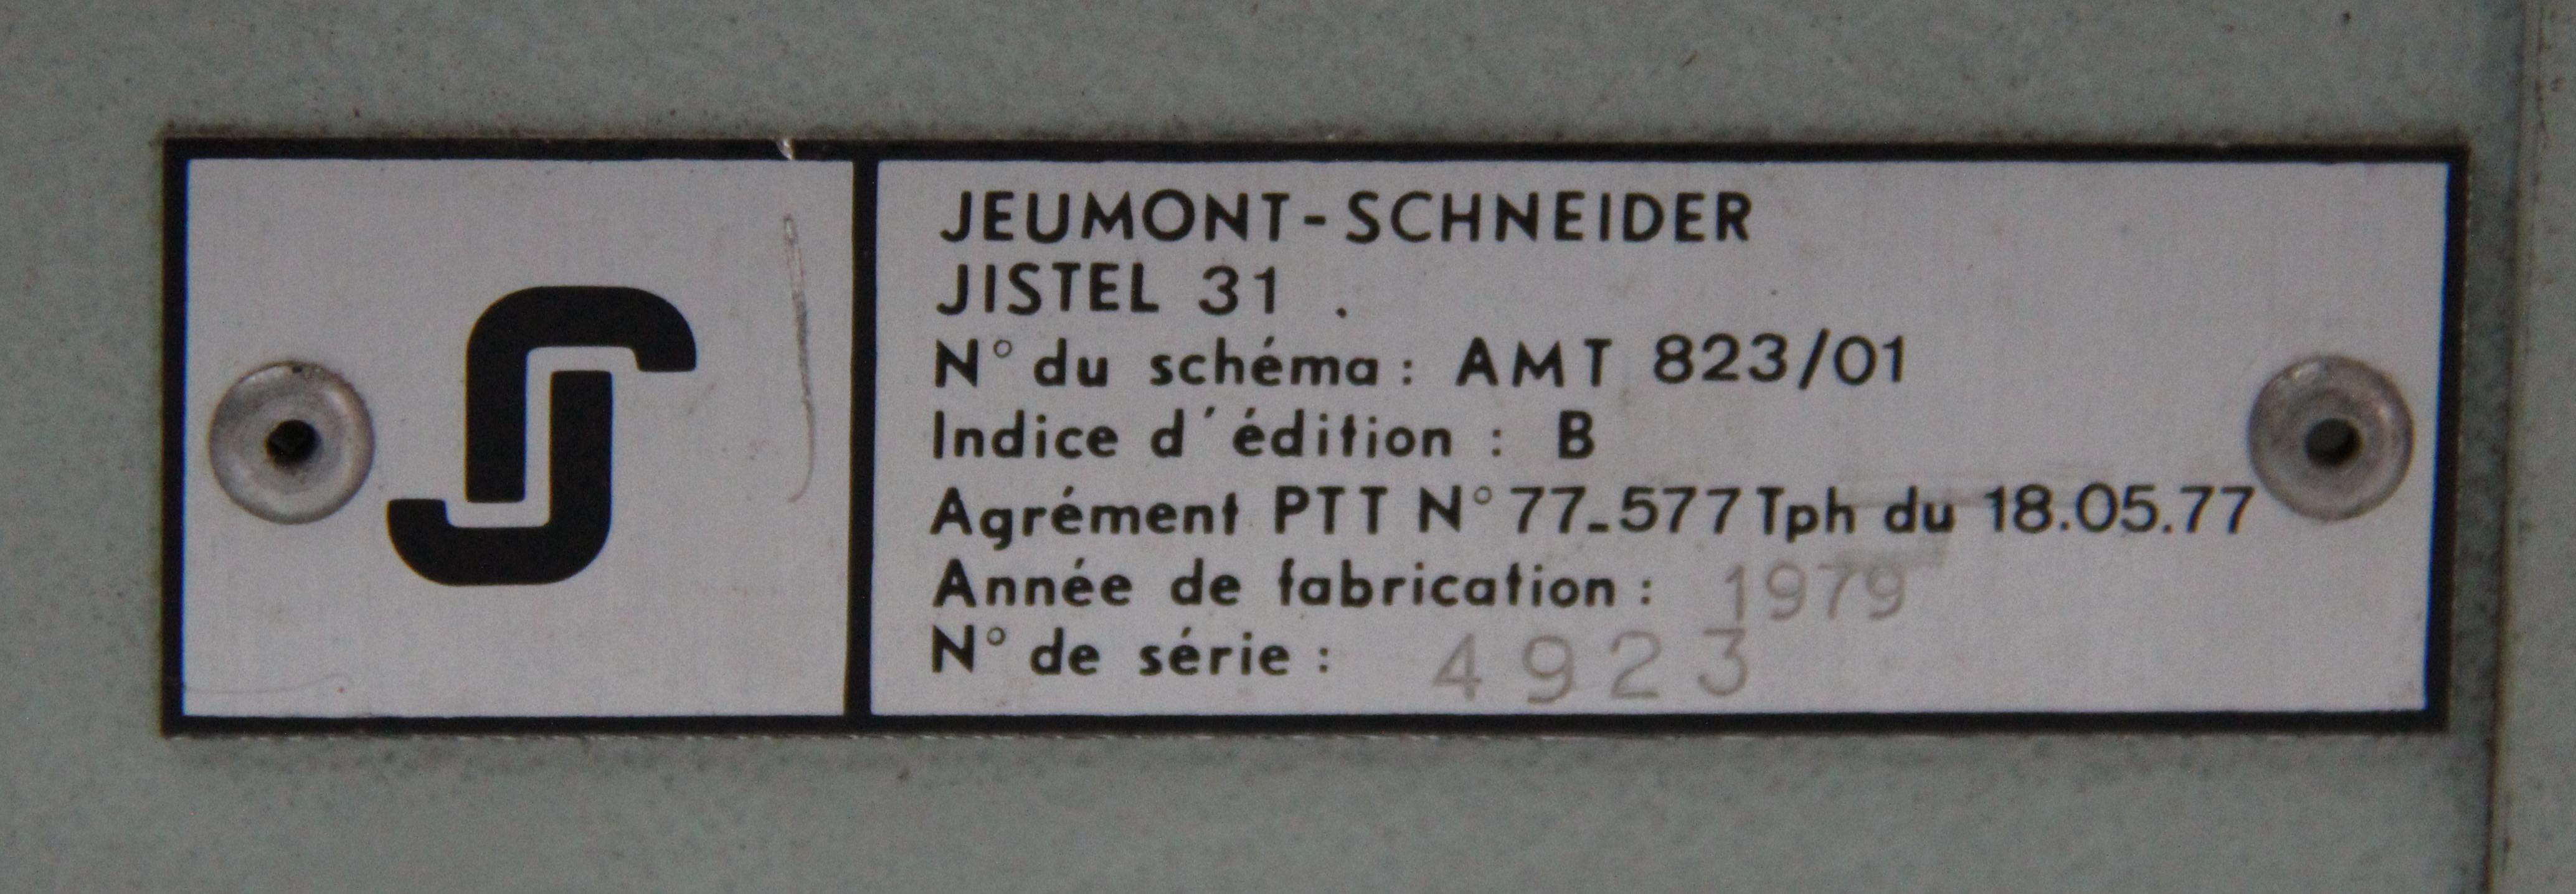 JEUMONT-SCHNEIDER
JISTEL 31 .
N° du schéma : AMT 823/01
Indice d'édition : B
Agrément PTT N° 77-577 Tph du 18.05.77
Année de fabrication : 1979
N° de série : 4923